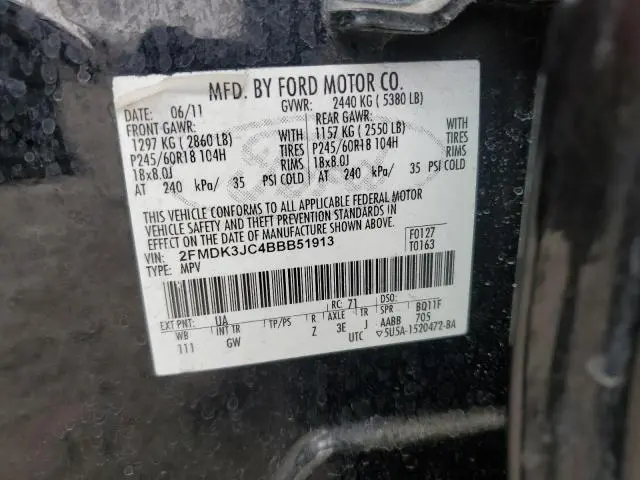 MFD. BY FORD MOTOR CO.
DATE: 06/11 GVWR: 2440 KG ( 5380 LB)
FRONT GAWR: REAR GAWR:
1297 KG ( 2860 LB) WITH 1157 KG ( 2550 LB) WITH
P245/60R18 104H TIRES P245/60R18 104H TIRES
18x8.0J RIMS 18x8.0J RIMS
AT 240 kPa/ 35 PSI COLD AT 240 kPa/ 35 PSI COLD
THIS VEHICLE CONFORMS TO ALL APPLICABLE FEDERAL MOTOR
VEHICLE SAFETY AND THEFT PREVENTION STANDARDS IN
EFFECT ON THE DATE OF MANUFACTURE SHOWN ABOVE.
VIN: 2FMDK3JC4BBB51913 F0127
TYPE: MPV T0163
EXT PNT: UA RC: 71 DSO:
WB INT TR TP/PS R AXLE TR SPR BQ11F
111 GW Z 3E J AABB 705
UTC ▽5U5A-1520472-BA